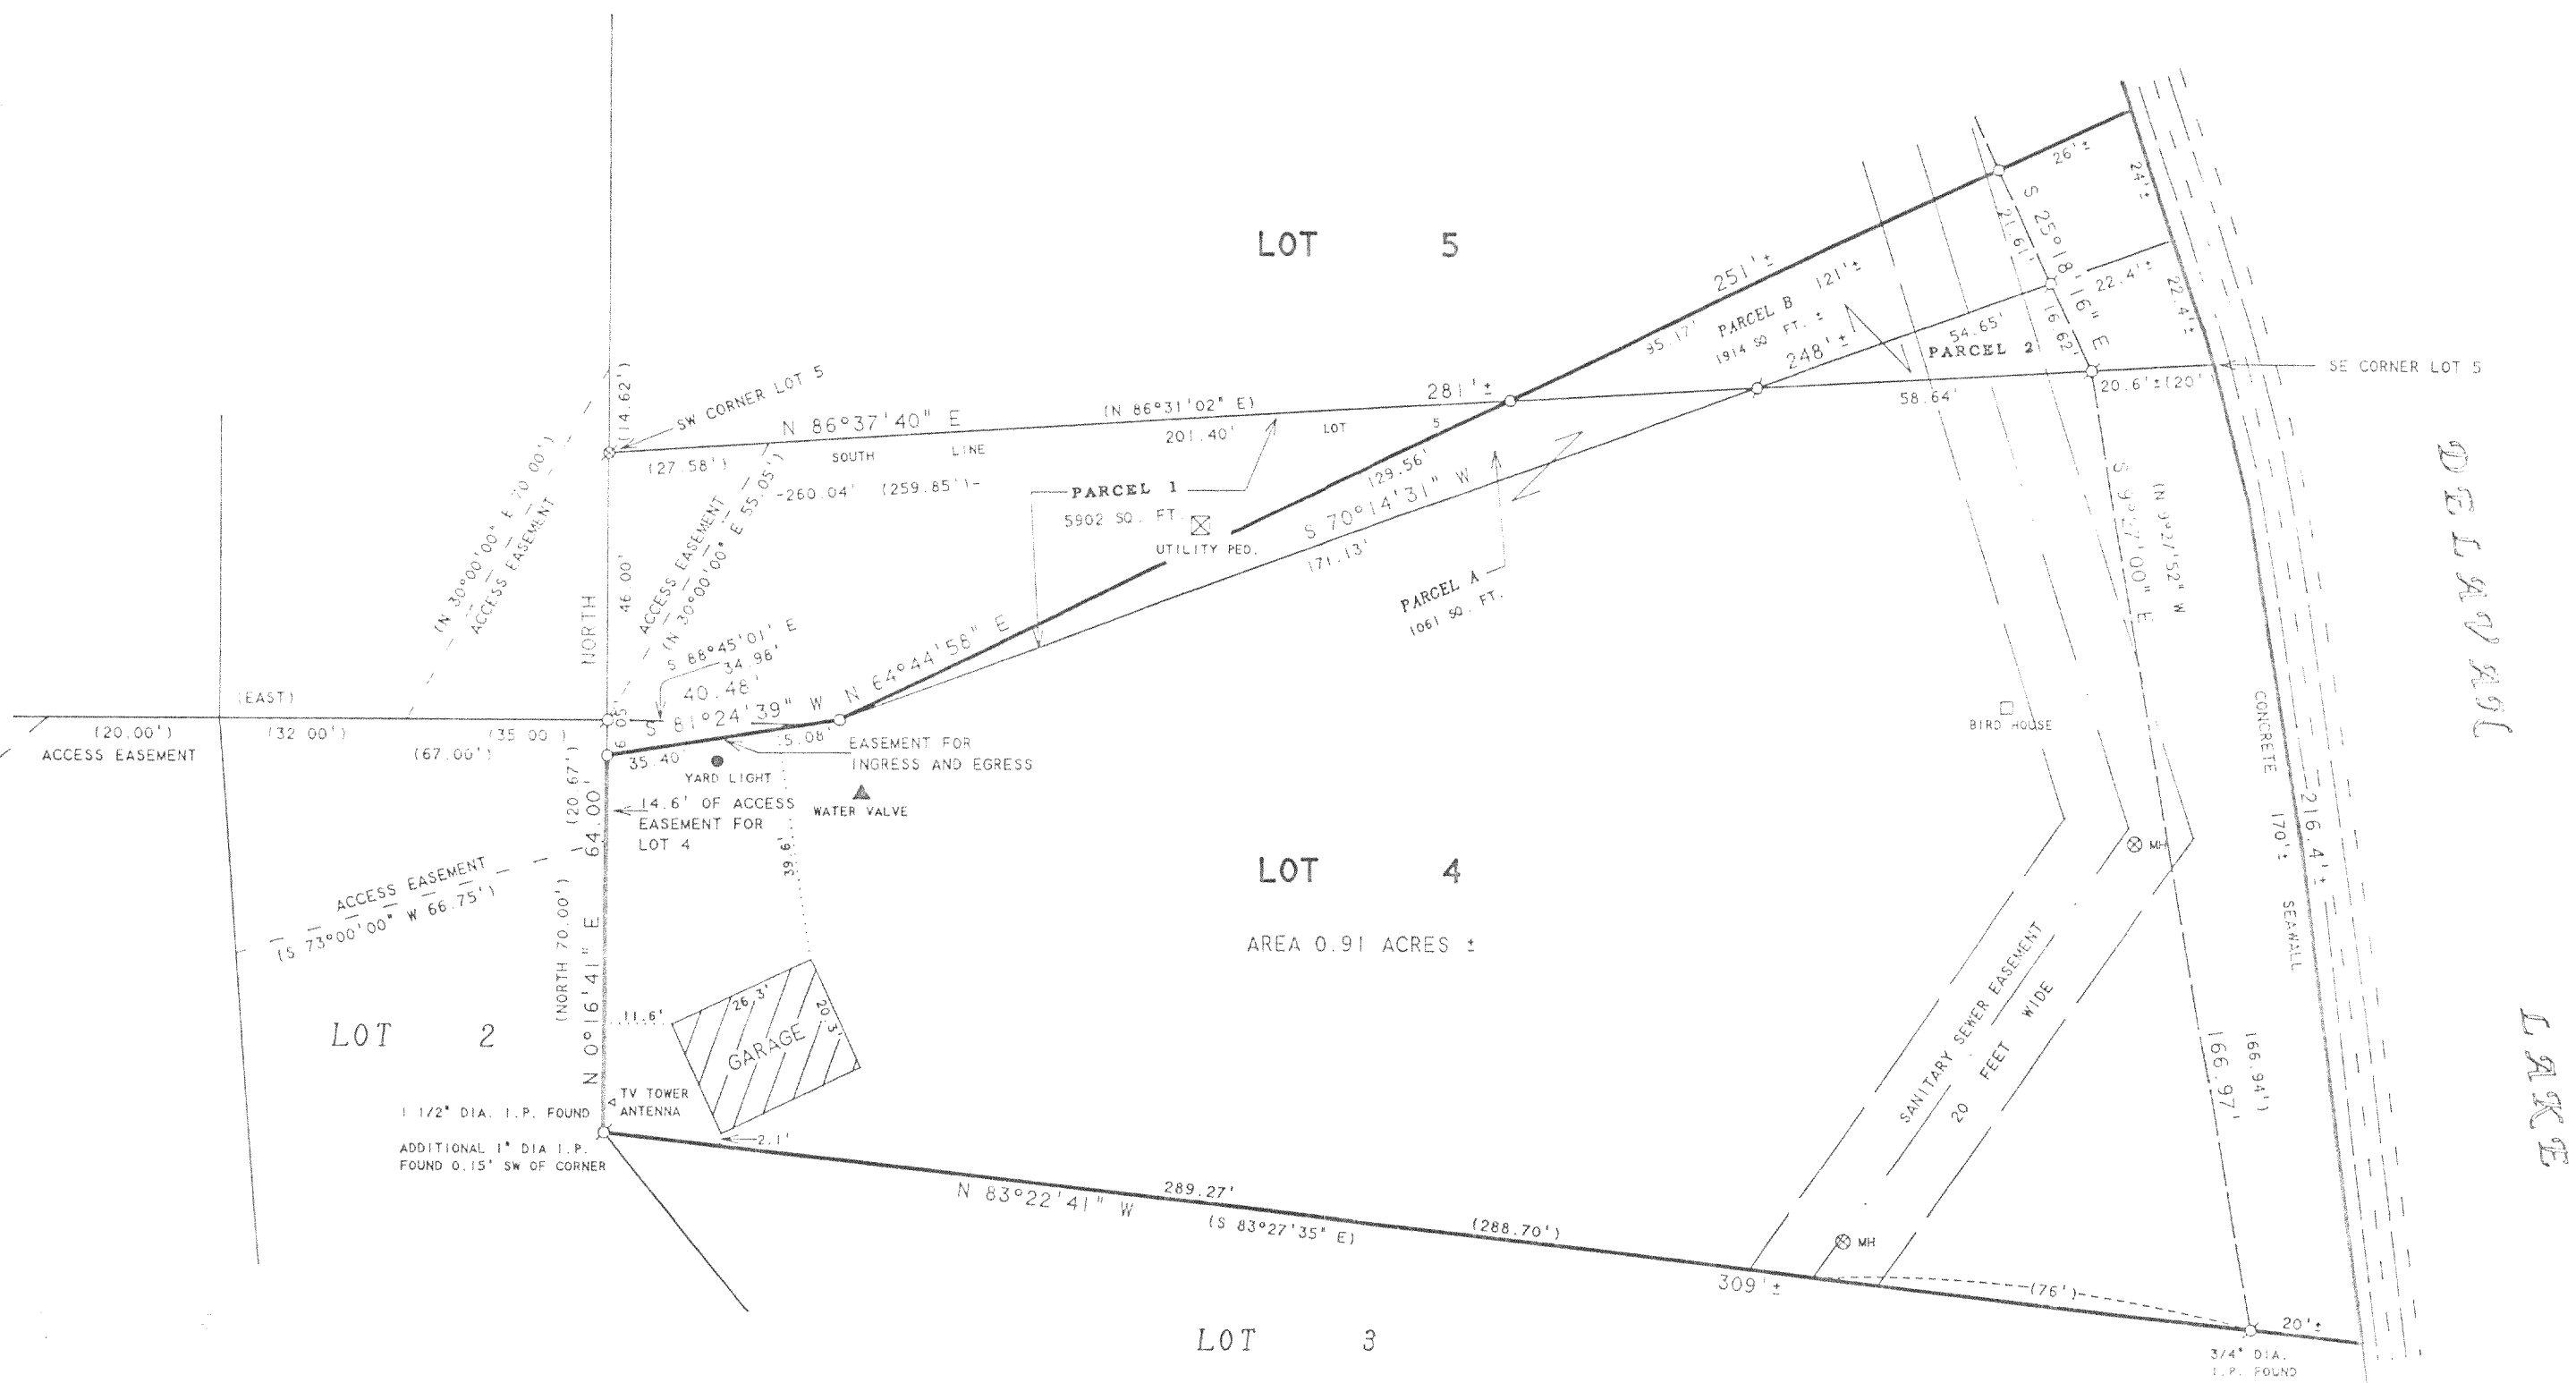 LOT 5
26'±
24'±
S 25°18'16" E
21.61'
251'±
121'±
PARCEL B
1914 SQ. FT. ±
95.17'
248'±
54.65'
PARCEL 2
16.62'
22.4'±
22.4'±
20.6'±(20')
SE CORNER LOT 5
58.64'
(14.62')
SW CORNER LOT 5
N 86°37'40" E
(N 86°31'02" E)
281'±
201.40'
LOT 5
(27.58')
SOUTH LINE
-260.04' (259.85')-
PARCEL 1
5902 SQ. FT.
UTILITY PED.
129.56'
S 70°14'31" W
171.13'
PARCEL A
1061 SQ. FT.
(N 30°00'00" E 70.00')
ACCESS EASEMENT
NORTH
46.00'
ACCESS EASEMENT
(N 30°00'00" E 55.05')
S 88°45'01" E
34.98'
40.48'
S 81°24'39" W
N 64°44'58" E
(EAST)
(20.00')
ACCESS EASEMENT
(32.00')
(35.00')
(67.00')
35.40'
5.08'
EASEMENT FOR
INGRESS AND EGRESS
YARD LIGHT
WATER VALVE
14.6' OF ACCESS
EASEMENT FOR
LOT 4
(20.67')
64.00'
39.6'
ACCESS EASEMENT
(S 73°00'00" W 66.75')
(NORTH 70.00')
N 0°16'41" E
LOT 4
AREA 0.91 ACRES ±
S 9°27'00" E
(N 9°27'52" W
BIRD HOUSE
MH
CONCRETE 170'± SEAWALL
216.4'±
DELAVAN
LAKE
SANITARY SEWER EASEMENT
20 FEET WIDE
166.97'
166.94')
LOT 2
11.6'
26.3'
20.3'
GARAGE
TV TOWER
ANTENNA
1 1/2" DIA. I.P. FOUND
ADDITIONAL 1" DIA I.P.
FOUND 0.15' SW OF CORNER
2.1'
289.27'
N 83°22'41" W
(S 83°27'35" E)
(288.70')
MH
309'±
(76')
20'±
3/4" DIA.
I.P. FOUND
LOT 3